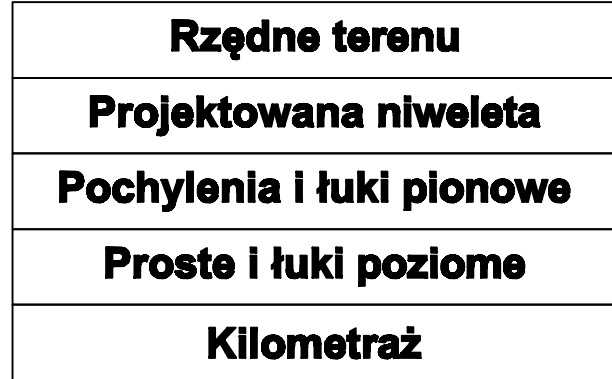 Rzędne terenu
Projektowana niweleta
Pochylenia i łuki pionowe
Proste i łuki poziome
Kilometraż